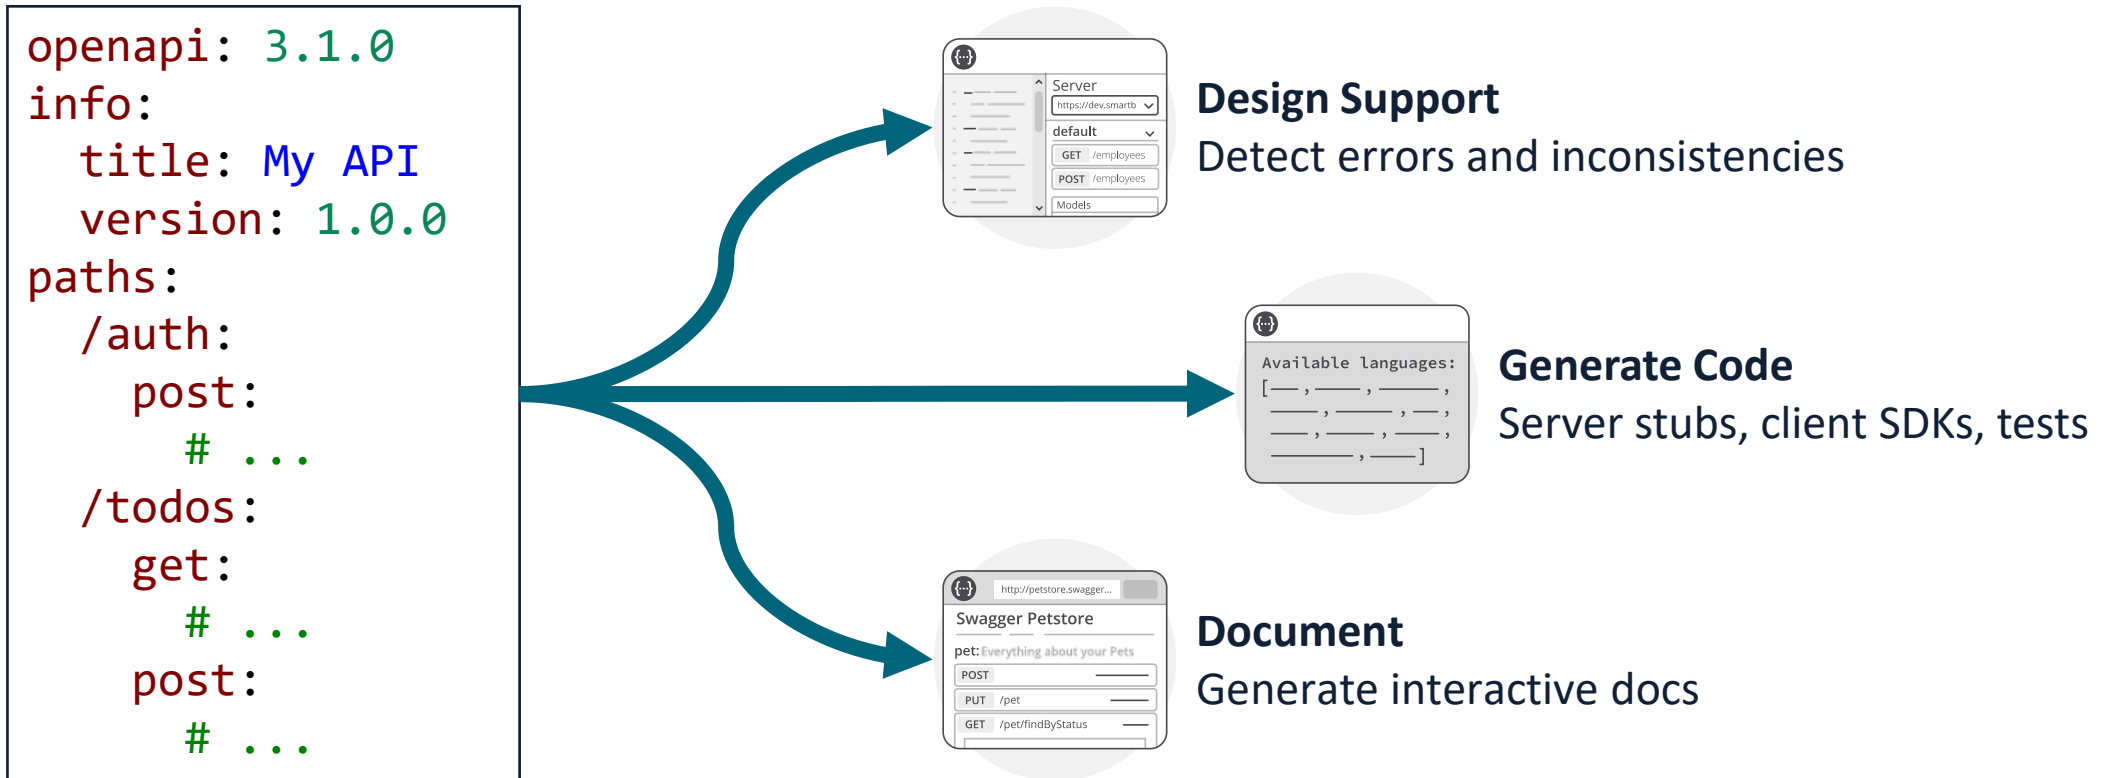 openapi: 3.1.0
info:
  title: My API
  version: 1.0.0
paths:
  /auth:
    post:
      # ...
  /todos:
    get:
      # ...
    post:
      # ...
{··}
Server
https://dev.smartb
default
GET /employees
POST /employees
Models
Design Support
Detect errors and inconsistencies
{··}
Available languages:
[ , , ,
, , ,
, , ,
, ]
Generate Code
Server stubs, client SDKs, tests
{··}
http://petstore.swagger...
Swagger Petstore
pet: Everything about your Pets
POST
PUT /pet
GET /pet/findByStatus
Document
Generate interactive docs